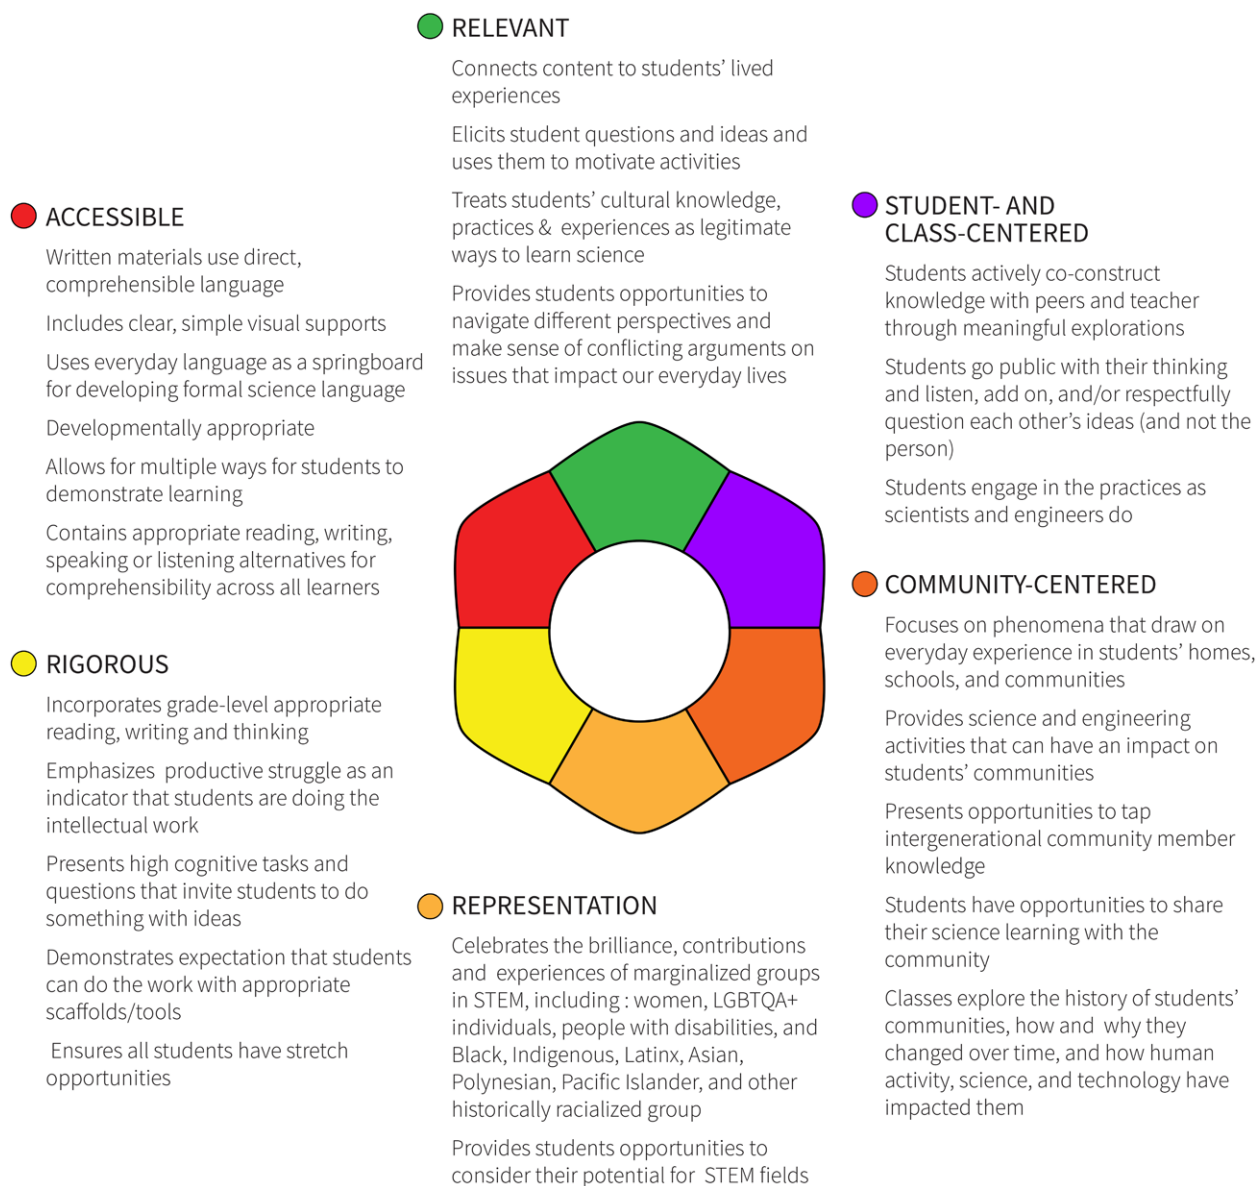 RELEVANT
Connects content to students’ lived
experiences
Elicits student questions and ideas and
uses them to motivate activities
Treats students’ cultural knowledge,
practices & experiences as legitimate
ways to learn science
Provides students opportunities to
navigate different perspectives and
make sense of conflicting arguments on
issues that impact our everyday lives
ACCESSIBLE
Written materials use direct,
comprehensible language
Includes clear, simple visual supports
Uses everyday language as a springboard
for developing formal science language
Developmentally appropriate
Allows for multiple ways for students to
demonstrate learning
Contains appropriate reading, writing,
speaking or listening alternatives for
comprehensibility across all learners
STUDENT- AND
CLASS-CENTERED
Students actively co-construct
knowledge with peers and teacher
through meaningful explorations
Students go public with their thinking
and listen, add on, and/or respectfully
question each other’s ideas (and not the
person)
Students engage in the practices as
scientists and engineers do
RIGOROUS
Incorporates grade-level appropriate
reading, writing and thinking
Emphasizes productive struggle as an
indicator that students are doing the
intellectual work
Presents high cognitive tasks and
questions that invite students to do
something with ideas
Demonstrates expectation that students
can do the work with appropriate
scaffolds/tools
Ensures all students have stretch
opportunities
COMMUNITY-CENTERED
Focuses on phenomena that draw on
everyday experience in students’ homes,
schools, and communities
Provides science and engineering
activities that can have an impact on
students’ communities
Presents opportunities to tap
intergenerational community member
knowledge
Students have opportunities to share
their science learning with the
community
Classes explore the history of students’
communities, how and why they
changed over time, and how human
activity, science, and technology have
impacted them
REPRESENTATION
Celebrates the brilliance, contributions
and experiences of marginalized groups
in STEM, including : women, LGBTQA+
individuals, people with disabilities, and
Black, Indigenous, Latinx, Asian,
Polynesian, Pacific Islander, and other
historically racialized group
Provides students opportunities to
consider their potential for STEM fields